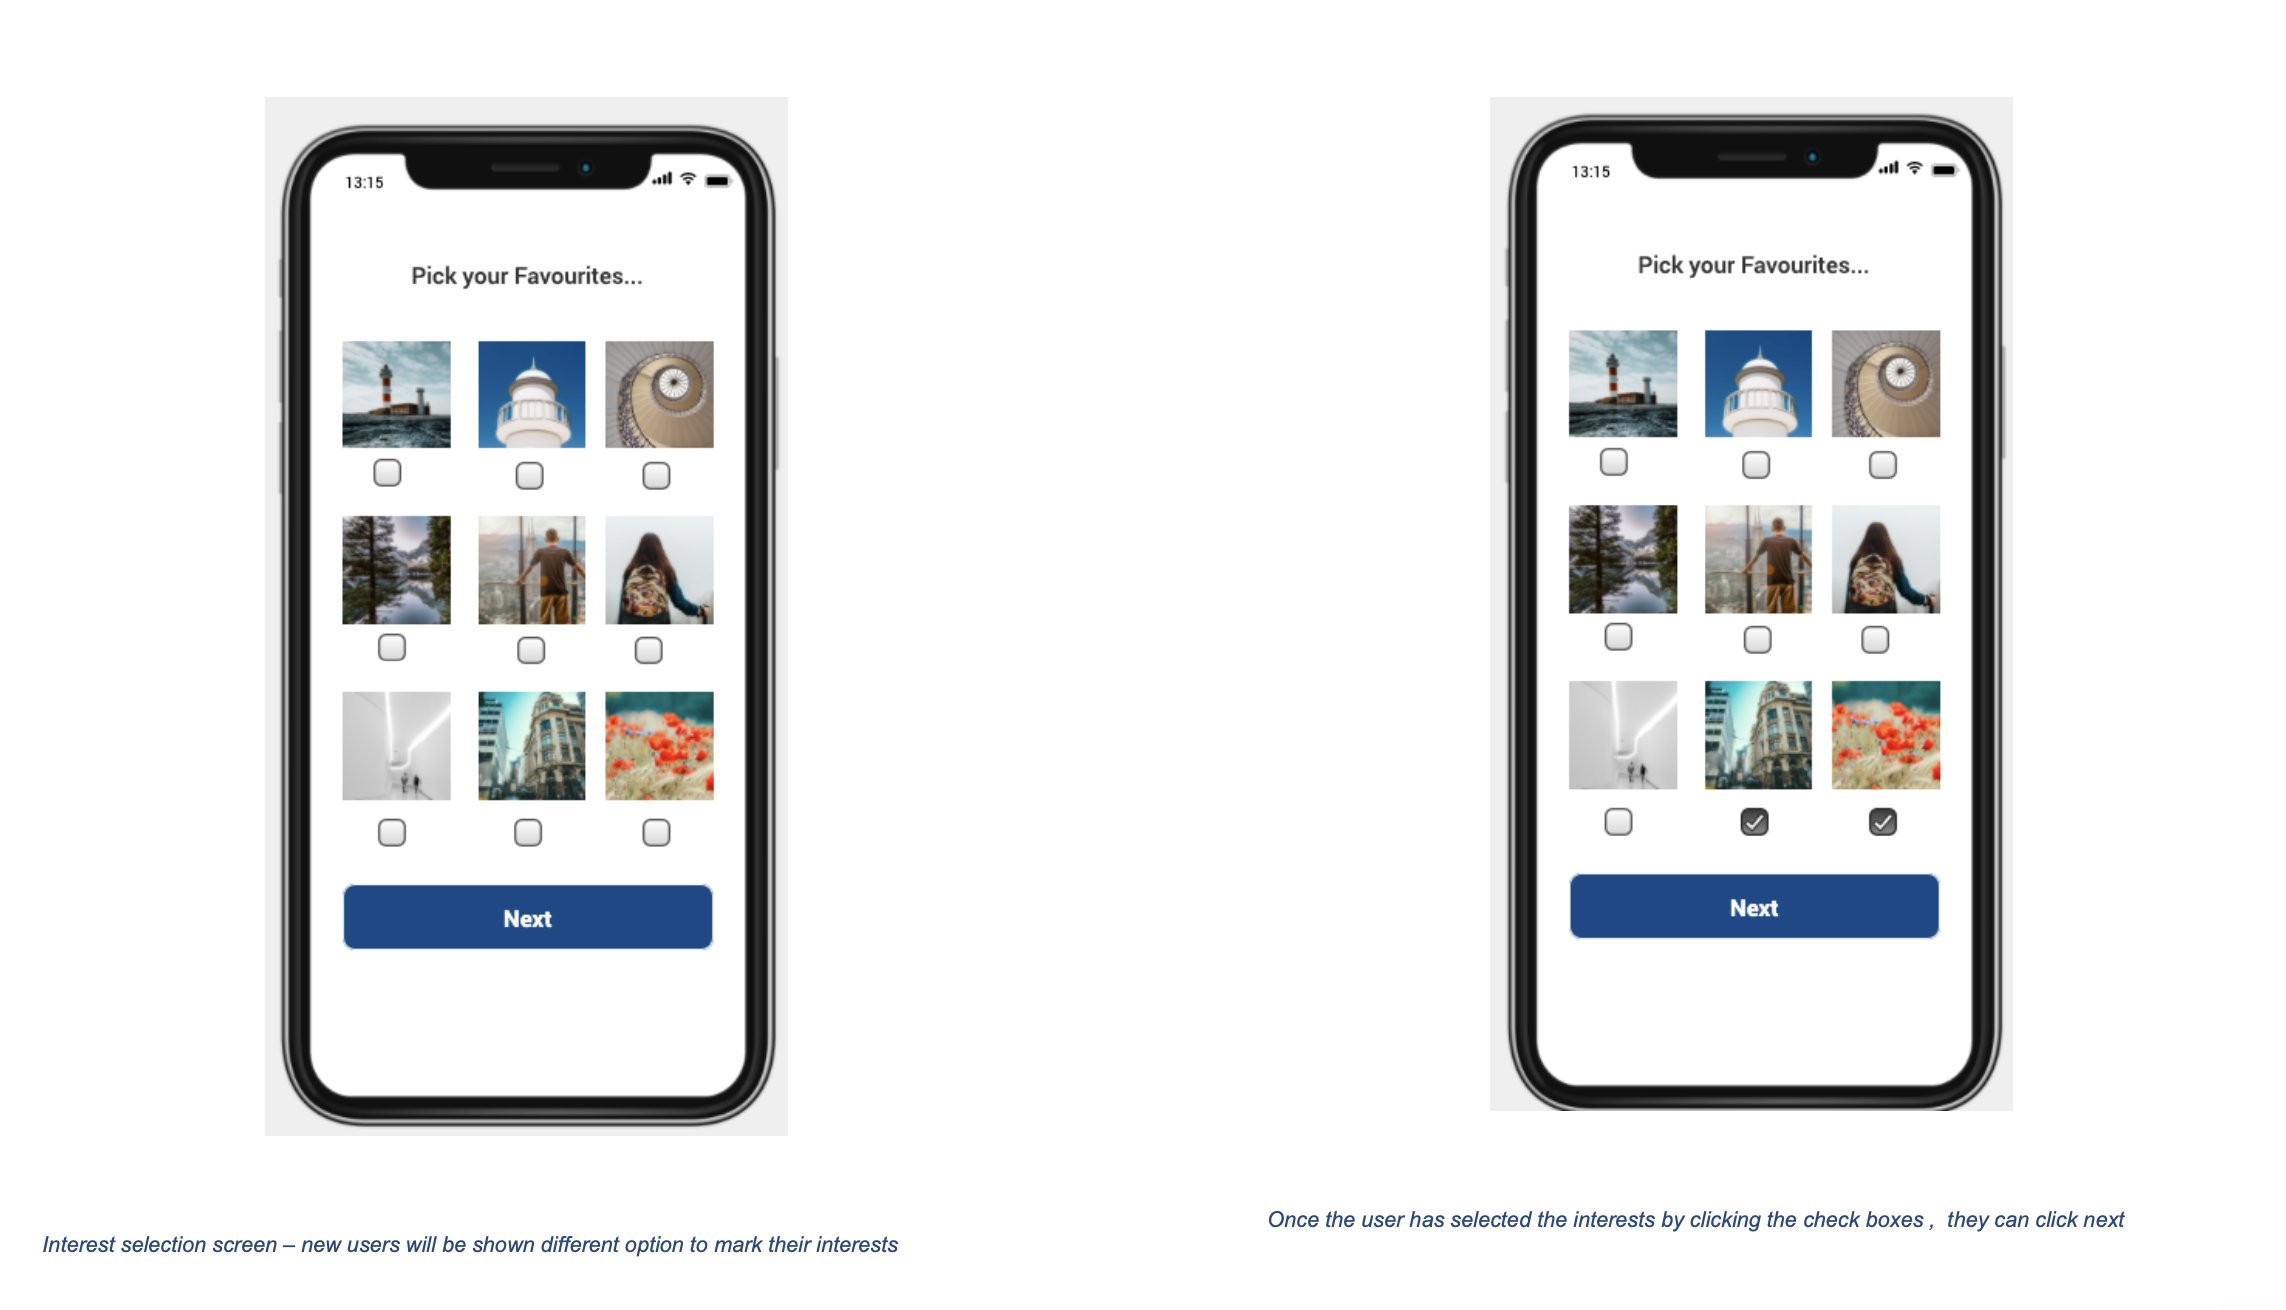 13:15
Pick your Favourites...
Next
Interest selection screen – new users will be shown different option to mark their interests
13:15
Pick your Favourites...
Next
Once the user has selected the interests by clicking the check boxes , they can click next